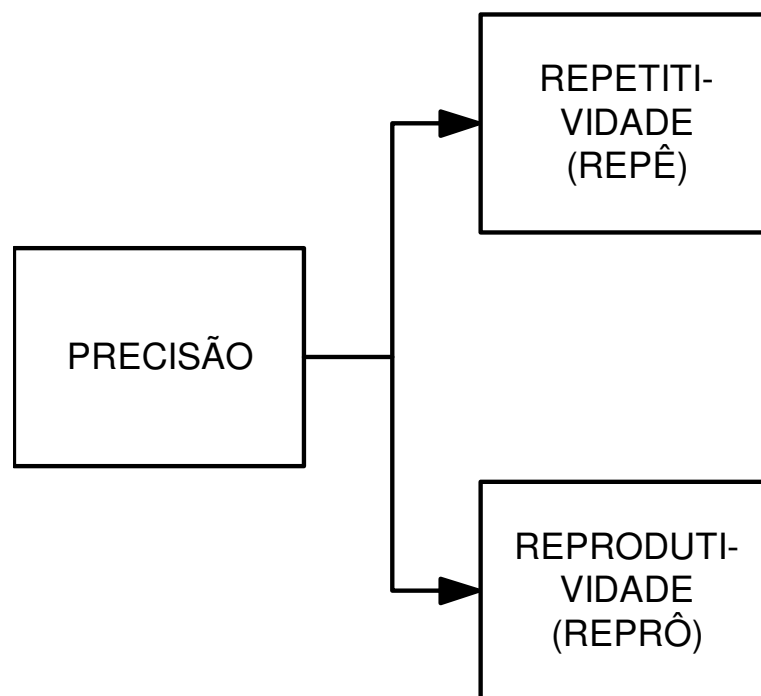 REPETITI-
VIDADE
(REPÊ)
PRECISÃO
REPRODUTI-
VIDADE
(REPRÔ)